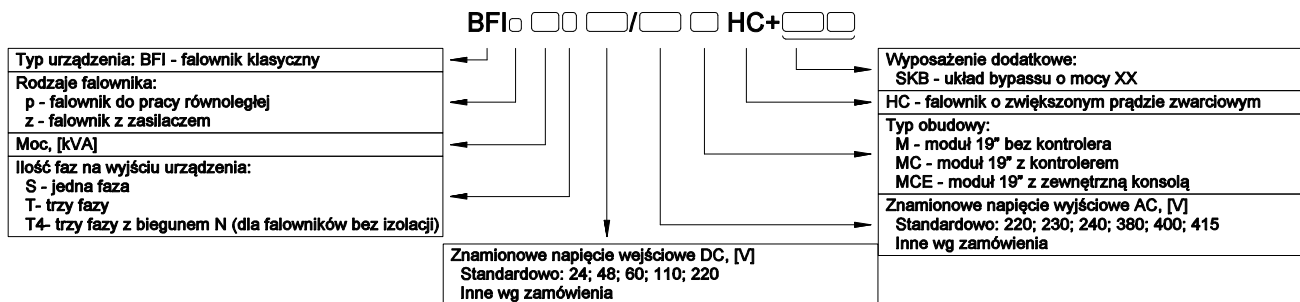 BFI / HC+
Typ urządzenia: BFI - falownik klasyczny
Rodzaje falownika:
p - falownik do pracy równoległej
z - falownik z zasilaczem
Moc, [kVA]
Ilość faz na wyjściu urządzenia:
S - jedna faza
T- trzy fazy
T4- trzy fazy z biegunem N (dla falowników bez izolacji)
Znamionowe napięcie wejściowe DC, [V]
Standardowo: 24; 48; 60; 110; 220
Inne wg zamówienia
Wyposażenie dodatkowe:
SKB - układ bypassu o mocy XX
HC - falownik o zwiększonym prądzie zwarciowym
Typ obudowy:
M - moduł 19" bez kontrolera
MC - moduł 19" z kontrolerem
MCE - moduł 19" z zewnętrzną konsolą
Znamionowe napięcie wyjściowe AC, [V]
Standardowo: 220; 230; 240; 380; 400; 415
Inne wg zamówienia